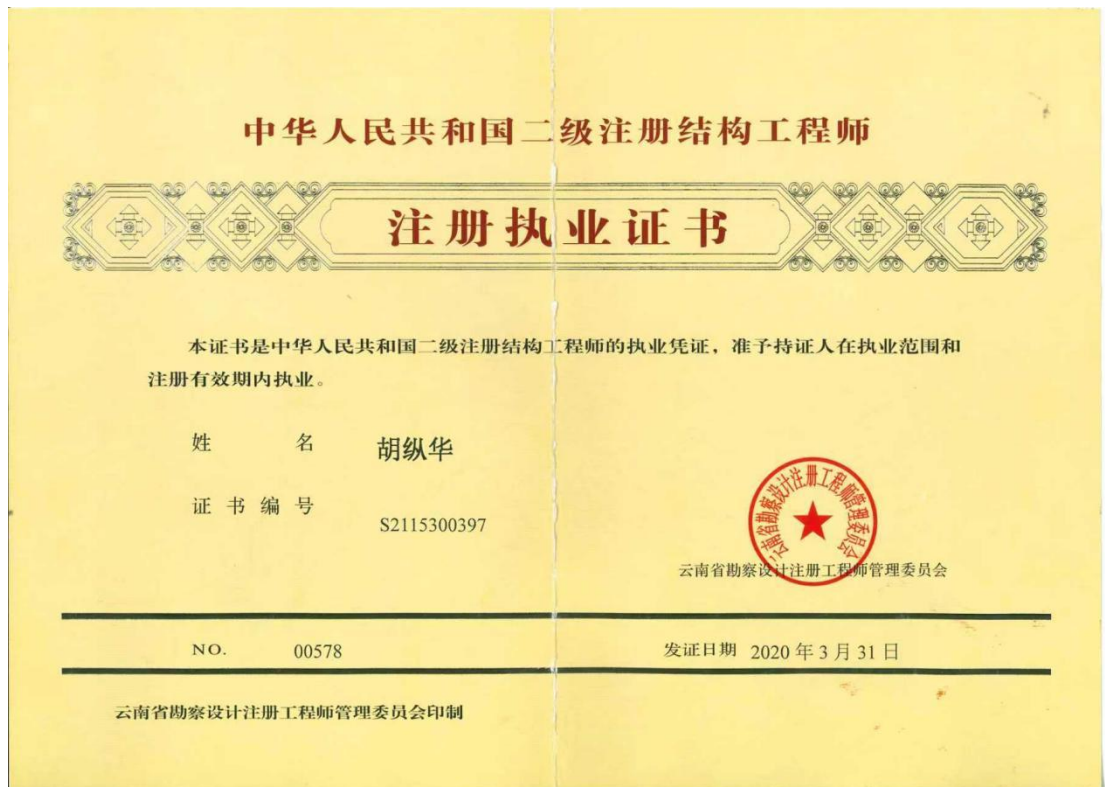 中华人民共和国二级注册结构工程师
注册执业证书
本证书是中华人民共和国二级注册结构工程师的执业凭证，准予持证人在执业范围和
注册有效期内执业。
姓 名 胡纵华
证书编号 S2115300397
云南省勘察设计注册工程师管理委员会
云南省勘察设计注册工程师管理委员会
NO. 00578 发证日期 2020年3月31日
云南省勘察设计注册工程师管理委员会印制